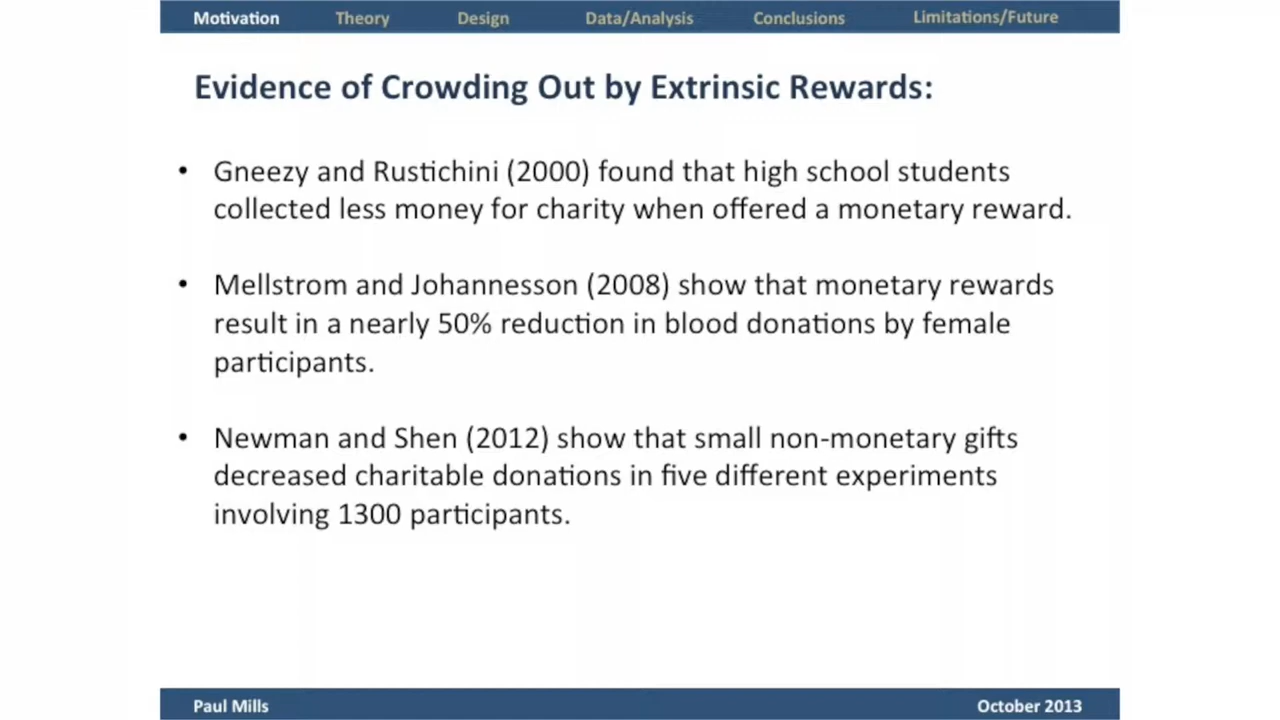 Motivation Theory Design Data/Analysis Conclusions Limitations/Future
Evidence of Crowding Out by Extrinsic Rewards:
• Gneezy and Rustichini (2000) found that high school students
collected less money for charity when offered a monetary reward.
• Mellstrom and Johannesson (2008) show that monetary rewards
result in a nearly 50% reduction in blood donations by female
participants.
• Newman and Shen (2012) show that small non-monetary gifts
decreased charitable donations in five different experiments
involving 1300 participants.
Paul Mills October 2013